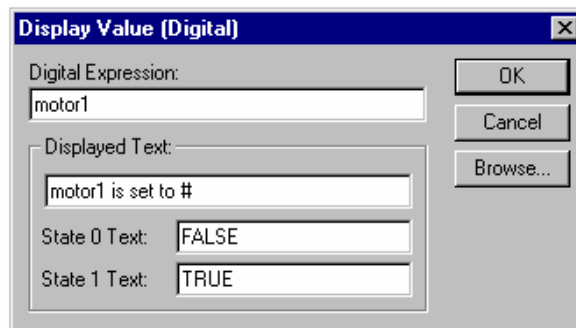 Display Value (Digital)
Digital Expression:
OK
motor1
Cancel
Displayed Text:
Browse...
motor1 is set to #
State 0 Text: FALSE
State 1 Text: TRUE